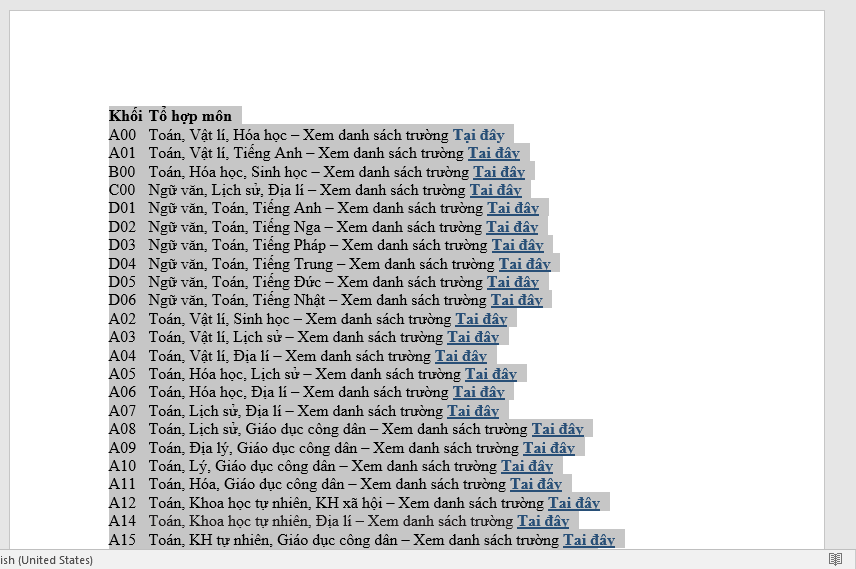 Khối Tổ hợp môn
A00 Toán, Vật lí, Hóa học – Xem danh sách trường Tại đây
A01 Toán, Vật lí, Tiếng Anh – Xem danh sách trường Tại đây
B00 Toán, Hóa học, Sinh học – Xem danh sách trường Tại đây
C00 Ngữ văn, Lịch sử, Địa lí – Xem danh sách trường Tại đây
D01 Ngữ văn, Toán, Tiếng Anh – Xem danh sách trường Tại đây
D02 Ngữ văn, Toán, Tiếng Nga – Xem danh sách trường Tại đây
D03 Ngữ văn, Toán, Tiếng Pháp – Xem danh sách trường Tại đây
D04 Ngữ văn, Toán, Tiếng Trung – Xem danh sách trường Tại đây
D05 Ngữ văn, Toán, Tiếng Đức – Xem danh sách trường Tại đây
D06 Ngữ văn, Toán, Tiếng Nhật – Xem danh sách trường Tại đây
A02 Toán, Vật lí, Sinh học – Xem danh sách trường Tại đây
A03 Toán, Vật lí, Lịch sử – Xem danh sách trường Tại đây
A04 Toán, Vật lí, Địa lí – Xem danh sách trường Tại đây
A05 Toán, Hóa học, Lịch sử – Xem danh sách trường Tại đây
A06 Toán, Hóa học, Địa lí – Xem danh sách trường Tại đây
A07 Toán, Lịch sử, Địa lí – Xem danh sách trường Tại đây
A08 Toán, Lịch sử, Giáo dục công dân – Xem danh sách trường Tại đây
A09 Toán, Địa lý, Giáo dục công dân – Xem danh sách trường Tại đây
A10 Toán, Lý, Giáo dục công dân – Xem danh sách trường Tại đây
A11 Toán, Hóa, Giáo dục công dân – Xem danh sách trường Tại đây
A12 Toán, Khoa học tự nhiên, KH xã hội – Xem danh sách trường Tại đây
A14 Toán, Khoa học tự nhiên, Địa lí – Xem danh sách trường Tại đây
A15 Toán, KH tự nhiên, Giáo dục công dân – Xem danh sách trường Tại đây
ish (United States)